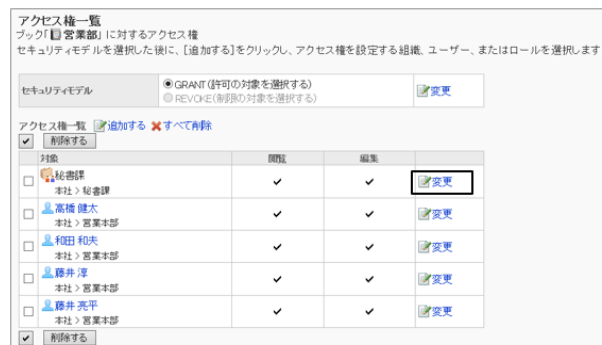 アクセス権一覧
ブック「営業部」に対するアクセス権
セキュリティモデルを選択した後に、[追加する]をクリックし、アクセス権を設定する組織、ユーザー、またはロールを選択します
セキュリティモデル
GRANT(許可の対象を選択する)
REVOKE(制限の対象を選択する)
変更
アクセス権一覧 追加する すべて削除
削除する
対象 閲覧 編集
秘書課
本社 > 秘書課
変更
高橋 健太
本社 > 営業本部
変更
和田 和夫
本社 > 営業本部
変更
藤井 淳
本社 > 営業本部
変更
藤井 亮平
本社 > 営業本部
変更
削除する